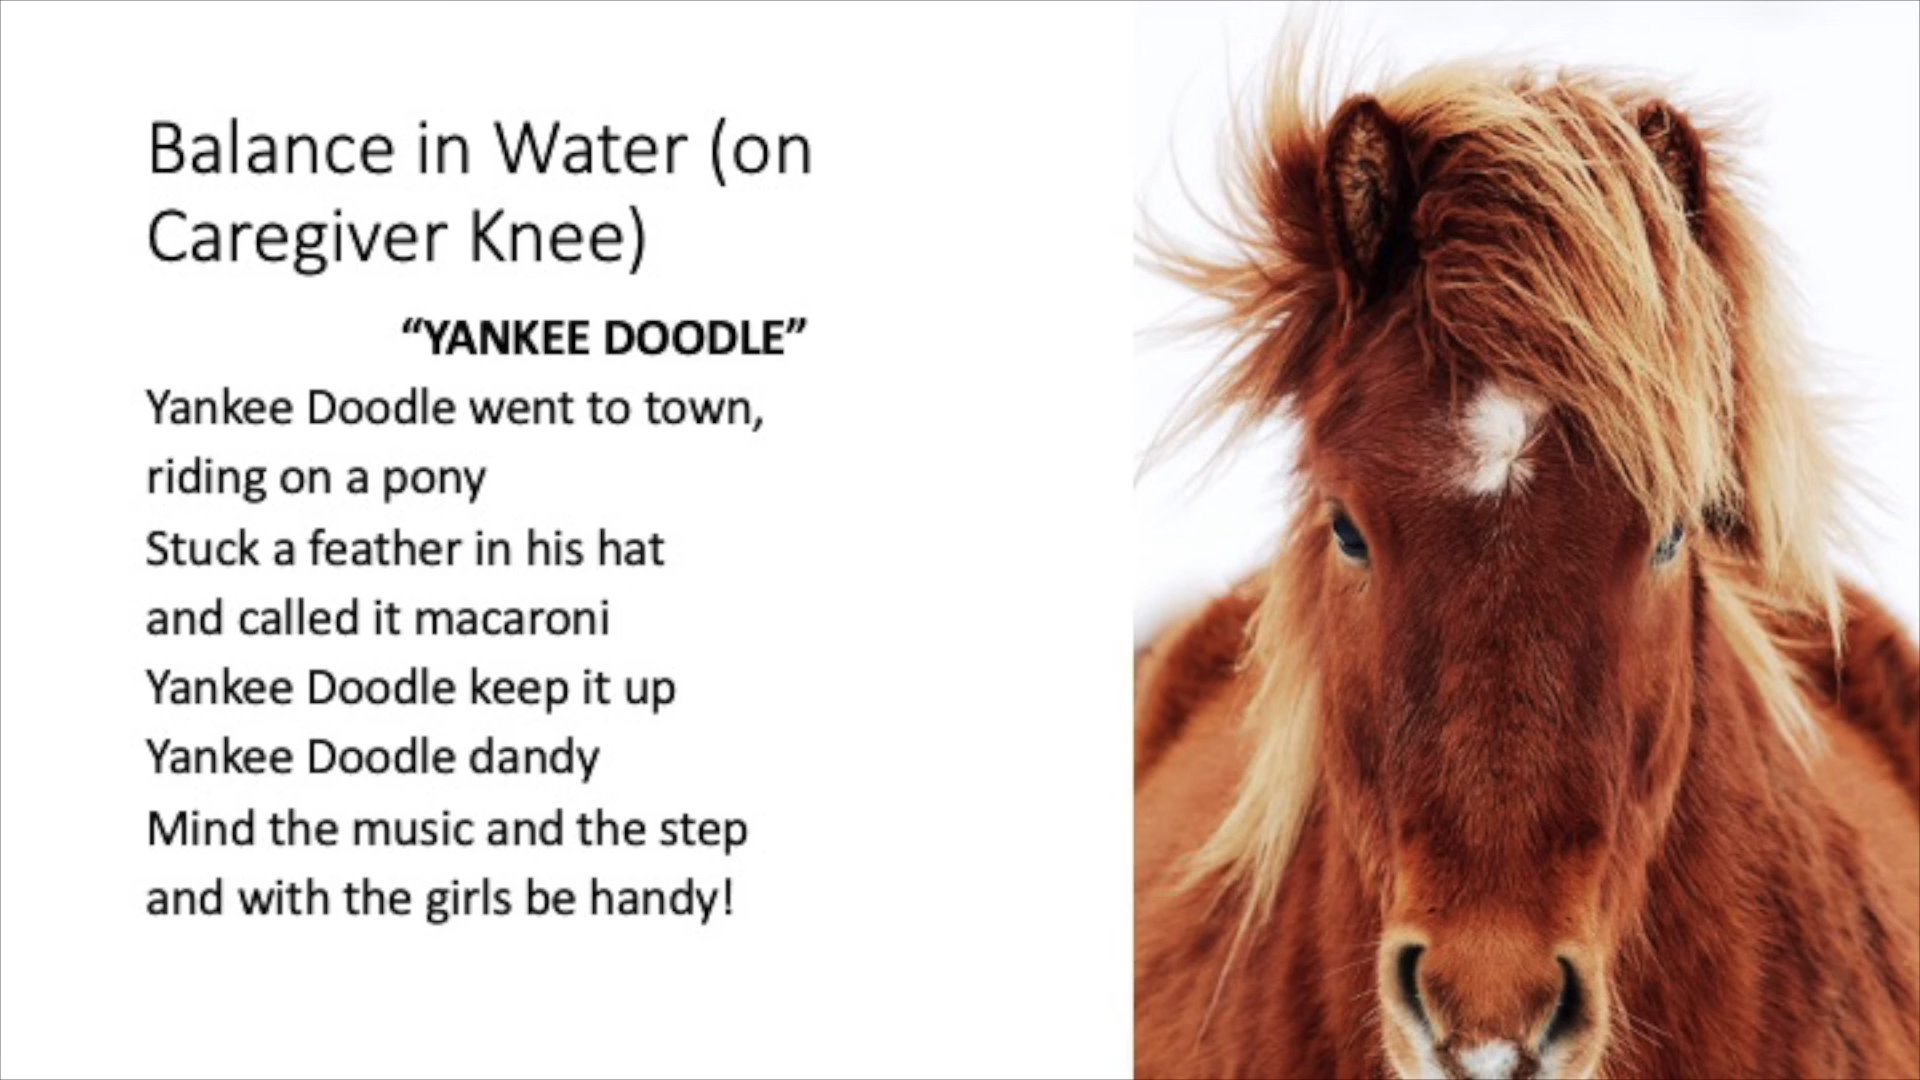 Balance in Water (on
Caregiver Knee)
“YANKEE DOODLE”
Yankee Doodle went to town,
riding on a pony
Stuck a feather in his hat
and called it macaroni
Yankee Doodle keep it up
Yankee Doodle dandy
Mind the music and the step
and with the girls be handy!